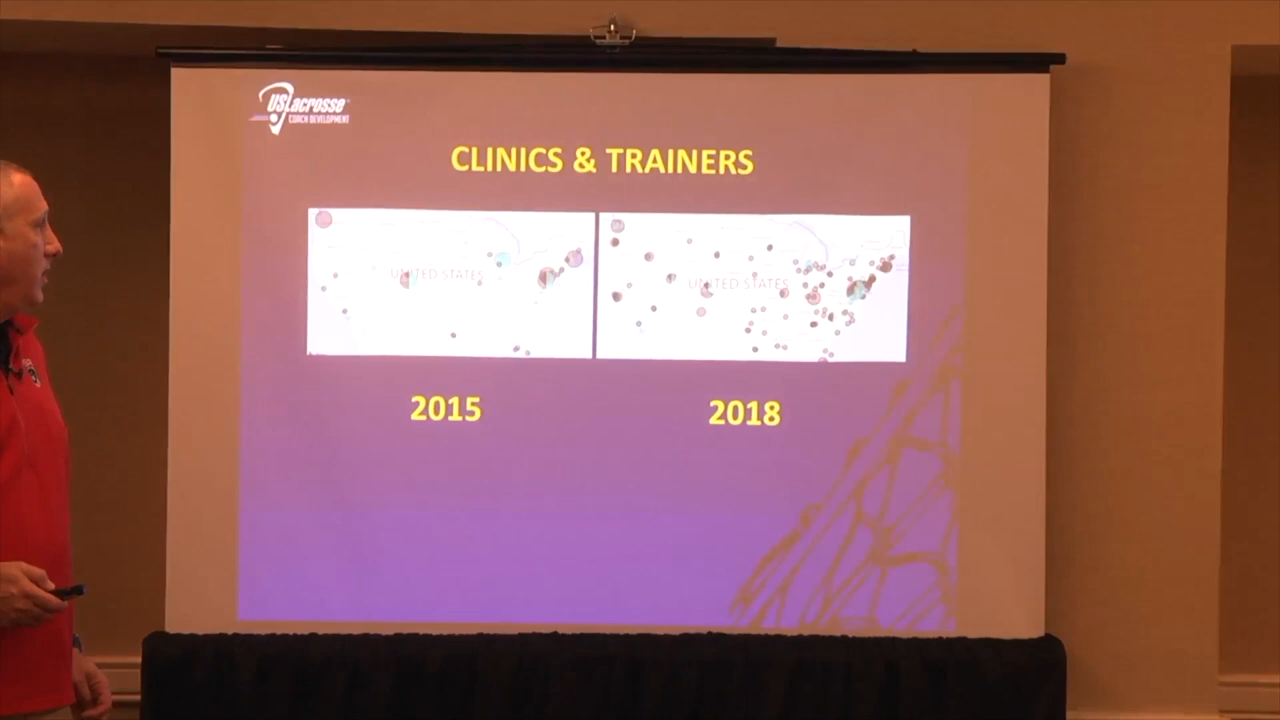 USLacrosse
COACH DEVELOPMENT
CLINICS & TRAINERS
UNITED STATES
UNITED STATES
2015
2018